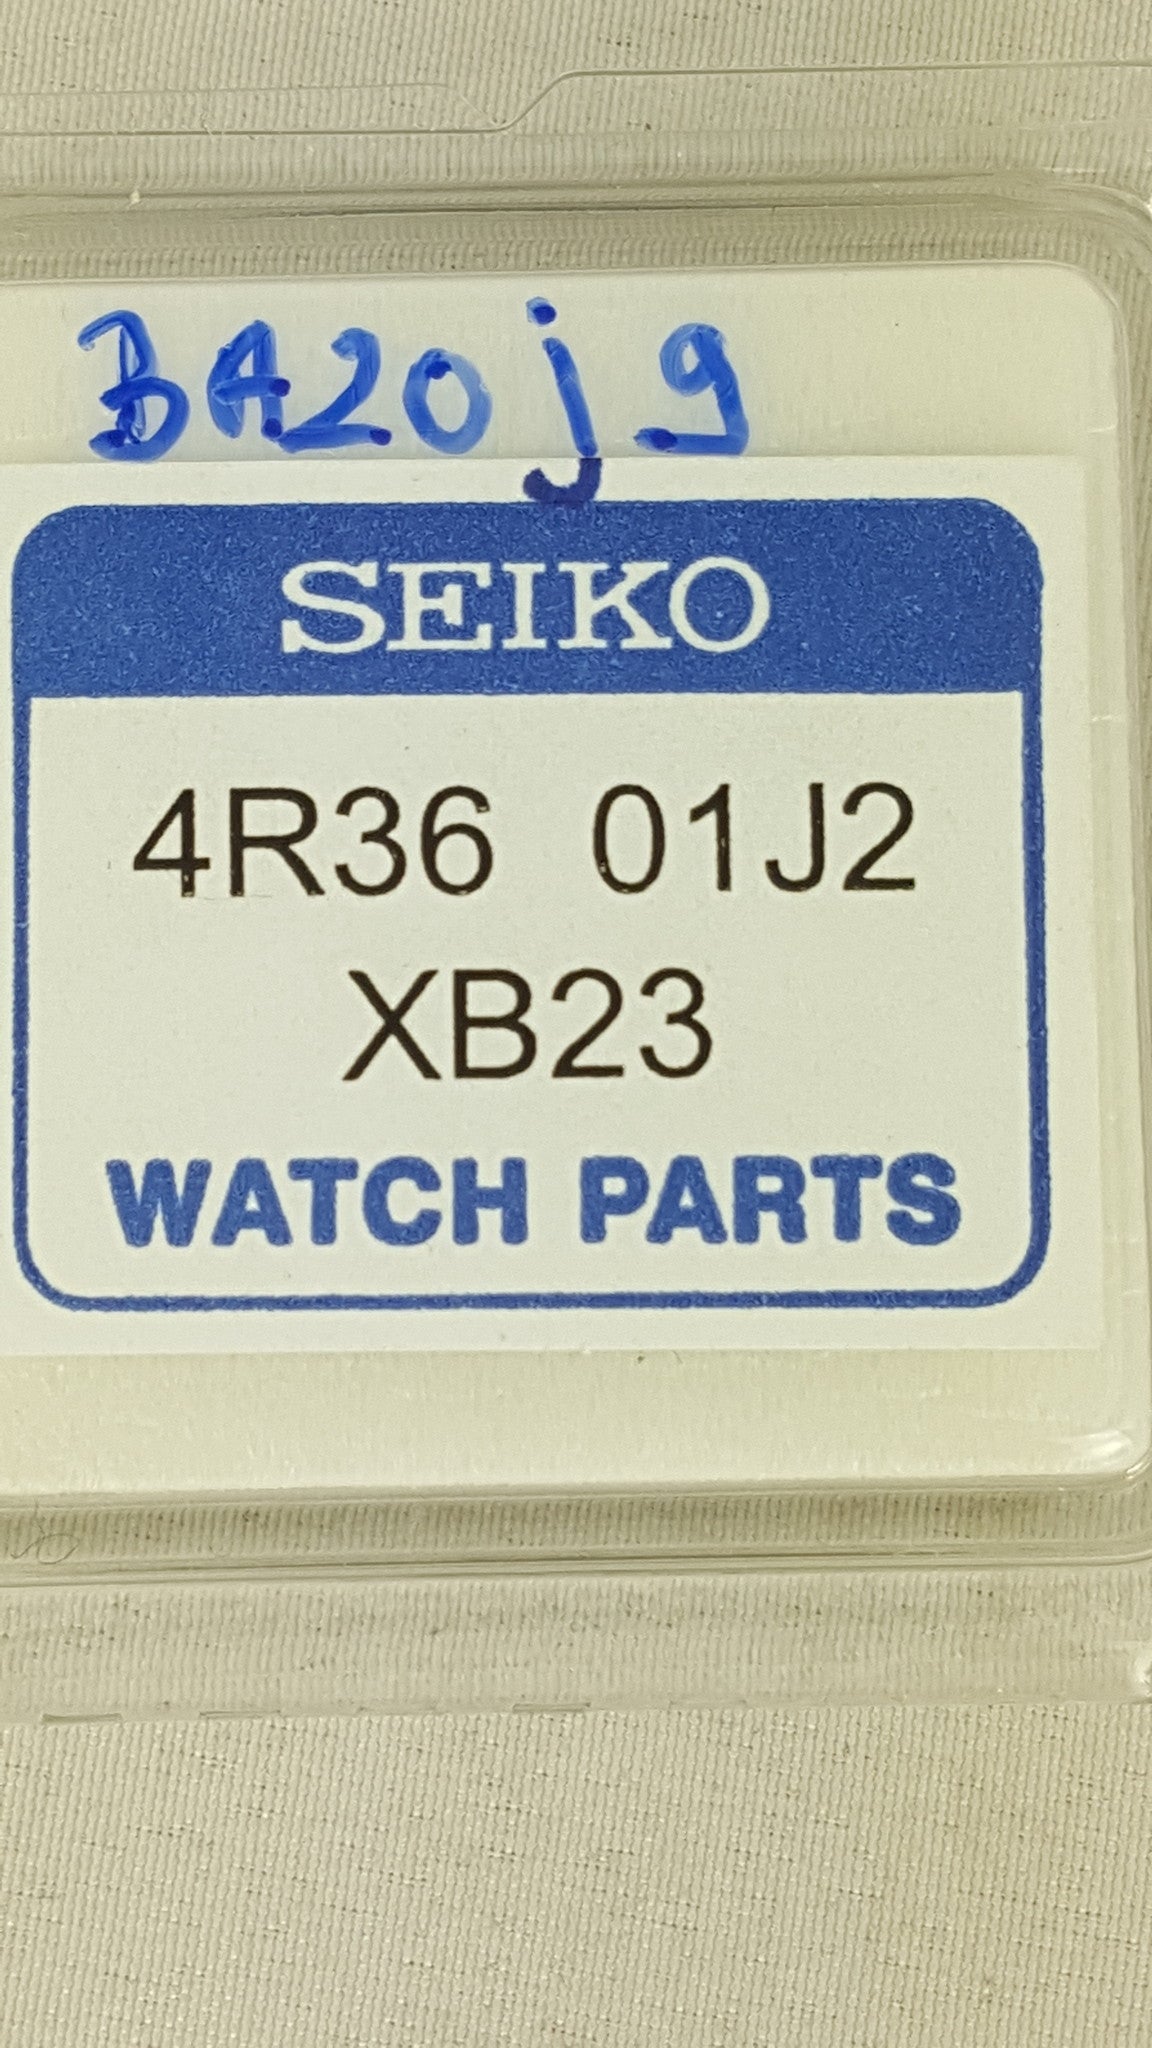 BA20j9
SEIKO
4R36 01J2
XB23
WATCH PARTS